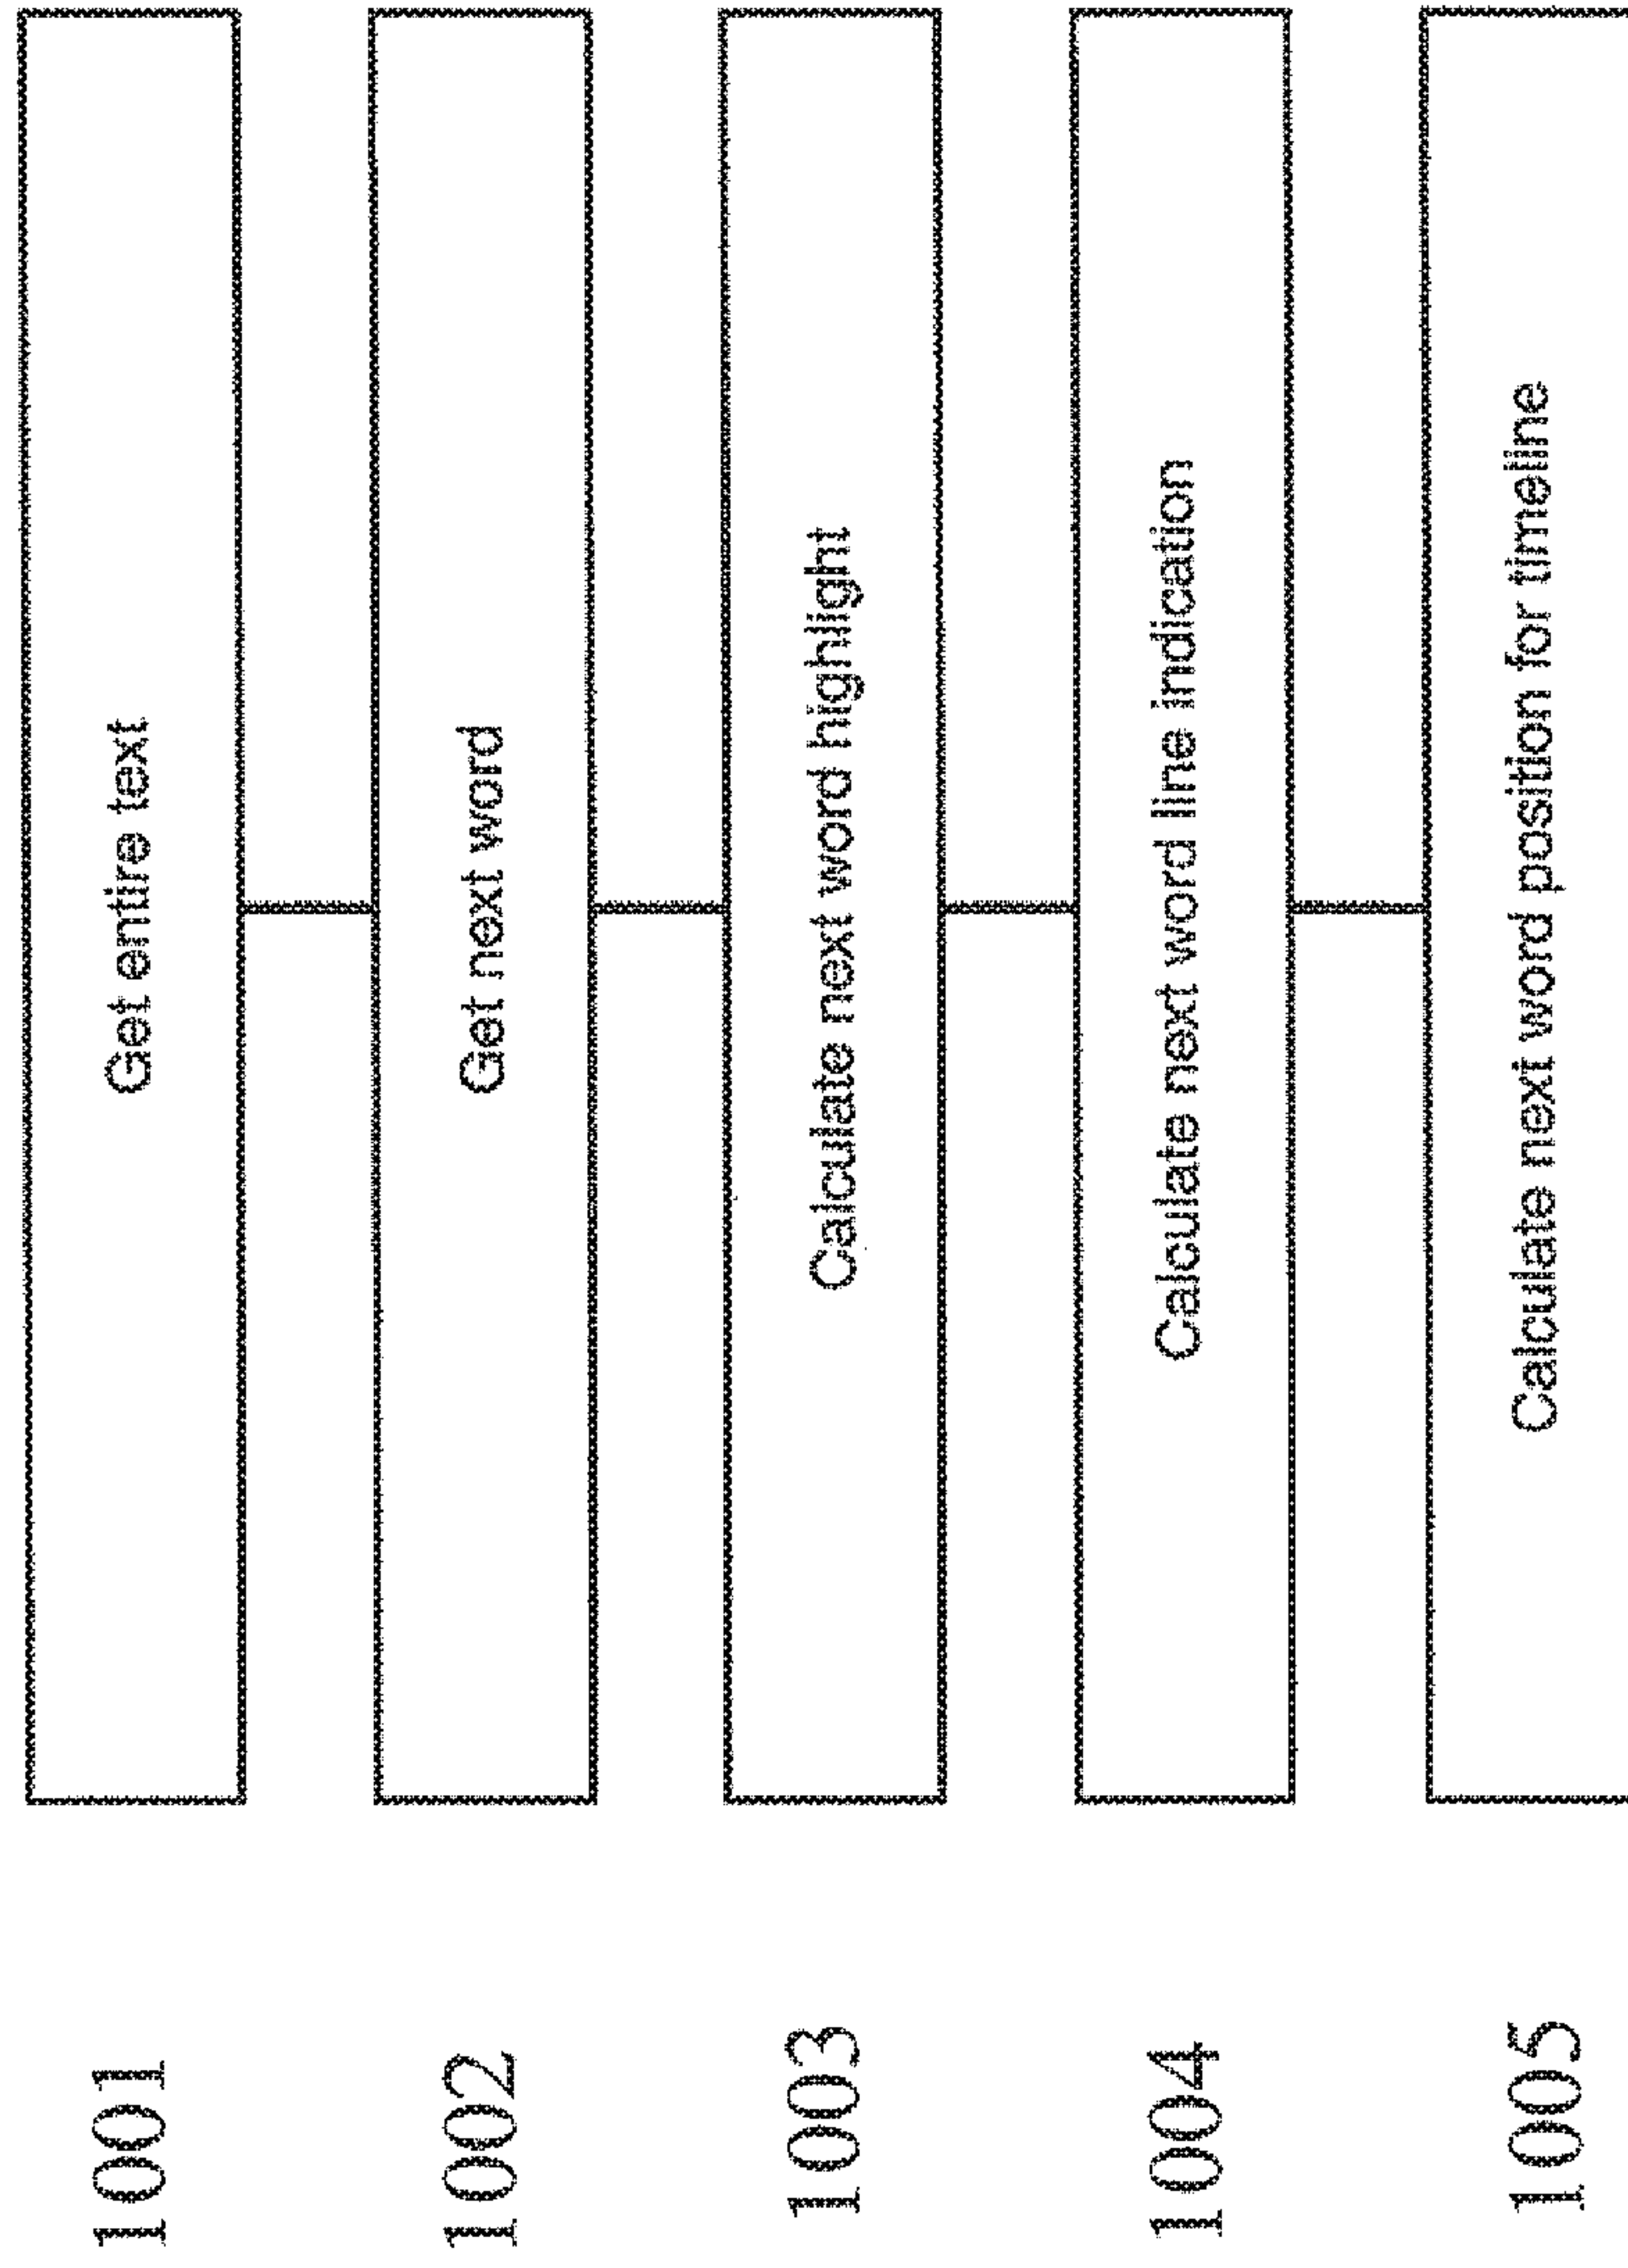 1001 Get entire text
1002 Get next word
1003 Calculate next word highlight
1004 Calculate next word line indication
1005 Calculate next word position for timeline